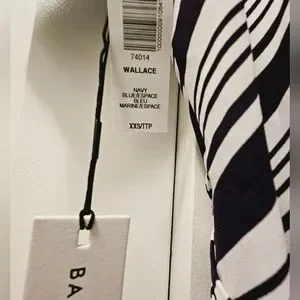 74014
WALLACE
NAVY
BLUE/ESPACE
BLEU
MARINE/ESPACE
XXS/TTP
BA